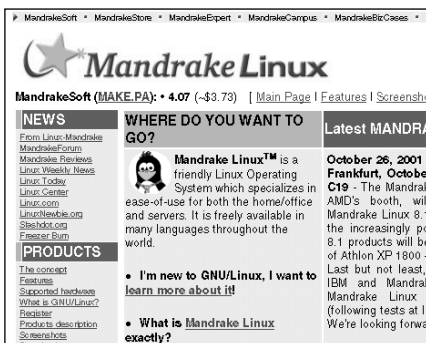 MandrakeSoft • MandrakeStore • MandrakeExpert • MandrakeCampus • MandrakeBizCases •
Mandrake Linux
MandrakeSoft (MAKE.PA): • 4.07 (~$3.73) [ Main Page | Features | Screensh
NEWS
From Linux-Mandrake
MandrakeForum
Mandrake Reviews
Linux Weekly News
Linux Today
Linux Center
Linux.com
LinuxNewbie.org
Slashdot.org
Freezer Burn
PRODUCTS
The concept
Features
Supported hardware
What is GNU/Linux?
Register
Products description
Screenshots
WHERE DO YOU WANT TO
GO?
Mandrake Linux™ is a
friendly Linux Operating
System which specializes in
ease-of-use for both the home/office
and servers. It is freely available in
many languages throughout the
world.
• I'm new to GNU/Linux, I want to
learn more about it!
• What is Mandrake Linux
exactly?
Latest MANDRA
October 26, 2001
Frankfurt, Octobe
C19 - The Mandra
AMD's booth, wil
Mandrake Linux 8.
the increasingly po
8.1 products will be
of Athlon XP 1800 -
Last but not least,
IBM and Mandra
Mandrake Linux
(following tests at I
We're looking forwa